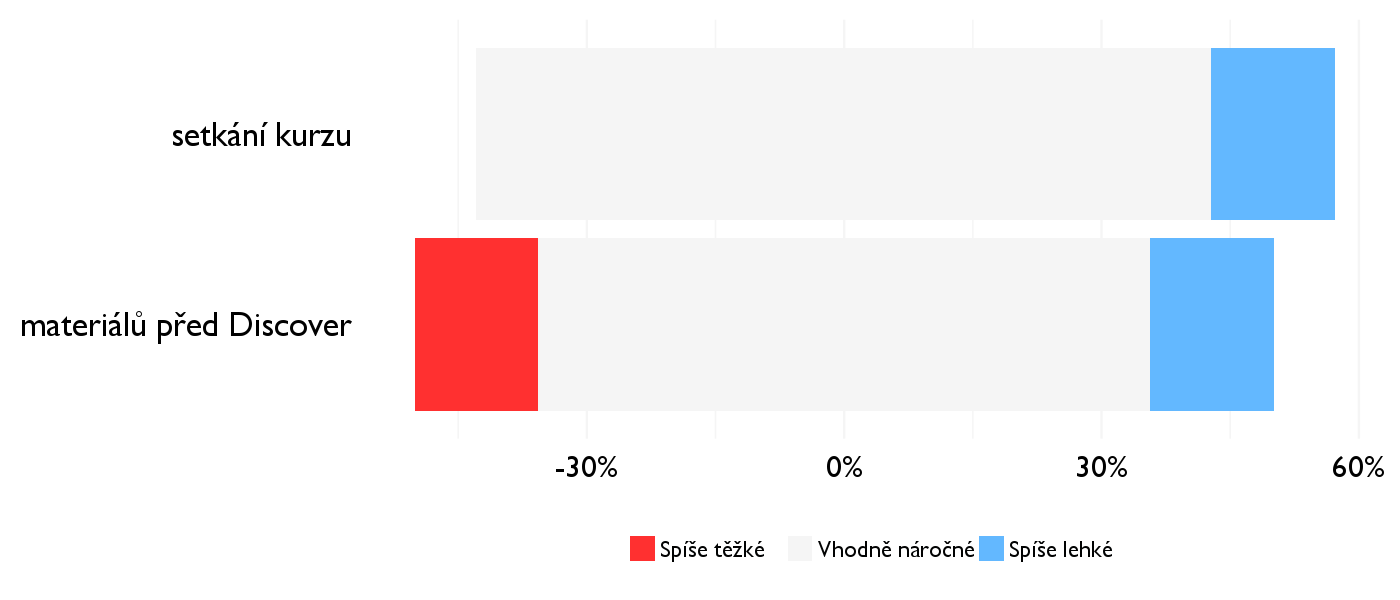 setkání kurzu
materiálů před Discover
-30% 0% 30% 60%
Spíše těžké Vhodně náročné Spíše lehké